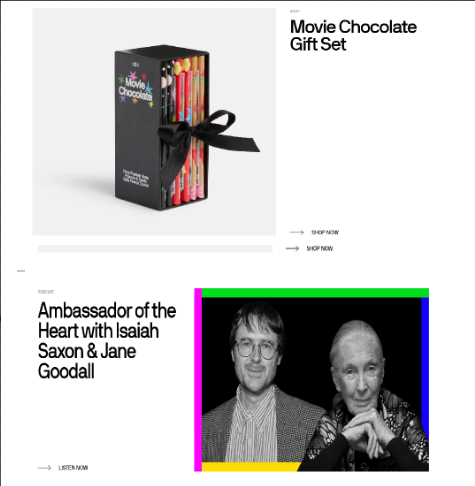 SHOP
Movie Chocolate
Gift Set
Movie
Chocolate
SHOP NOW
SHOP NOW
PODCAST
Ambassador of the
Heart with Isaiah
Saxon & Jane
Goodall
LISTEN NOW